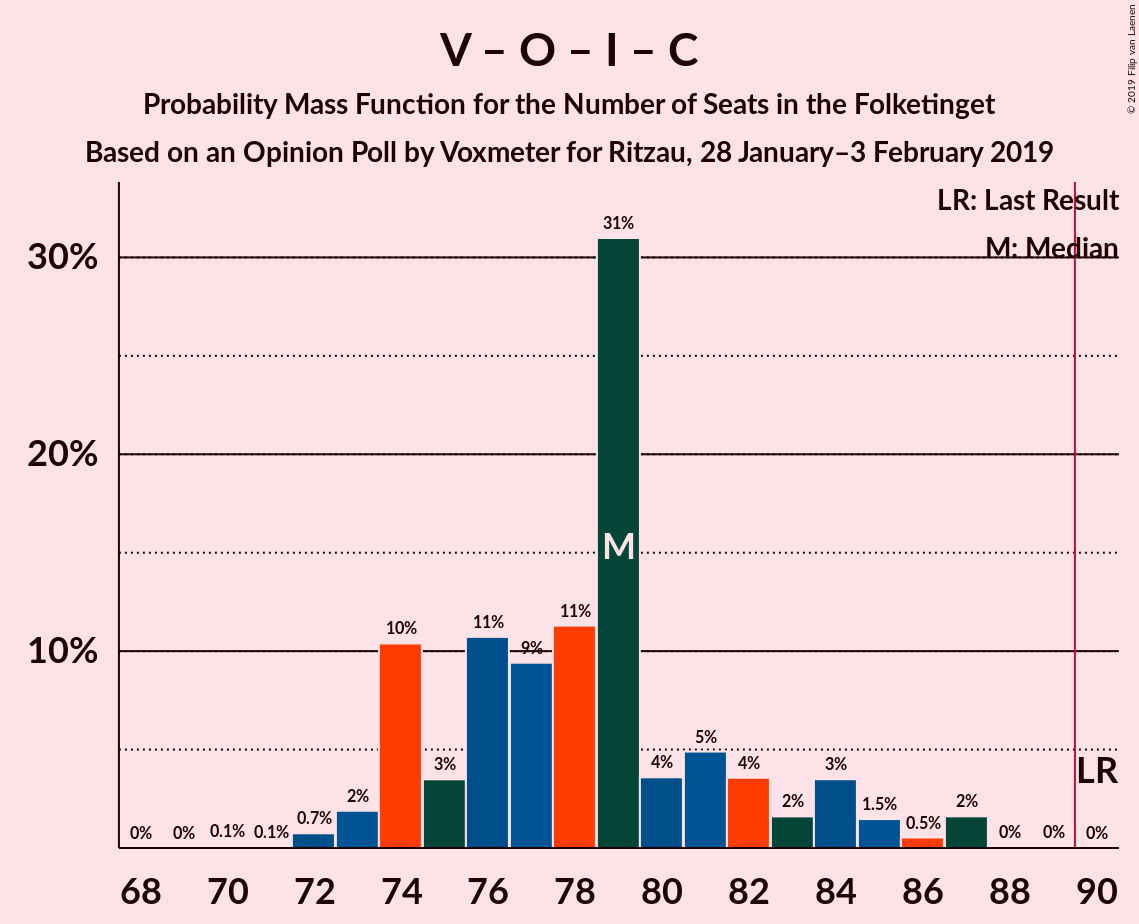 V – O – I – C
Probability Mass Function for the Number of Seats in the Folketinget
Based on an Opinion Poll by Voxmeter for Ritzau, 28 January–3 February 2019
© 2019 Filip van Laenen
LR: Last Result
M: Median
30%
20%
10%
0% 0% 0.1% 0.1% 0.7% 2% 10% 3% 11% 9% 11% 31% 4% 5% 4% 2% 3% 1.5% 0.5% 2% 0% 0% 0%
M
LR
68 70 72 74 76 78 80 82 84 86 88 90